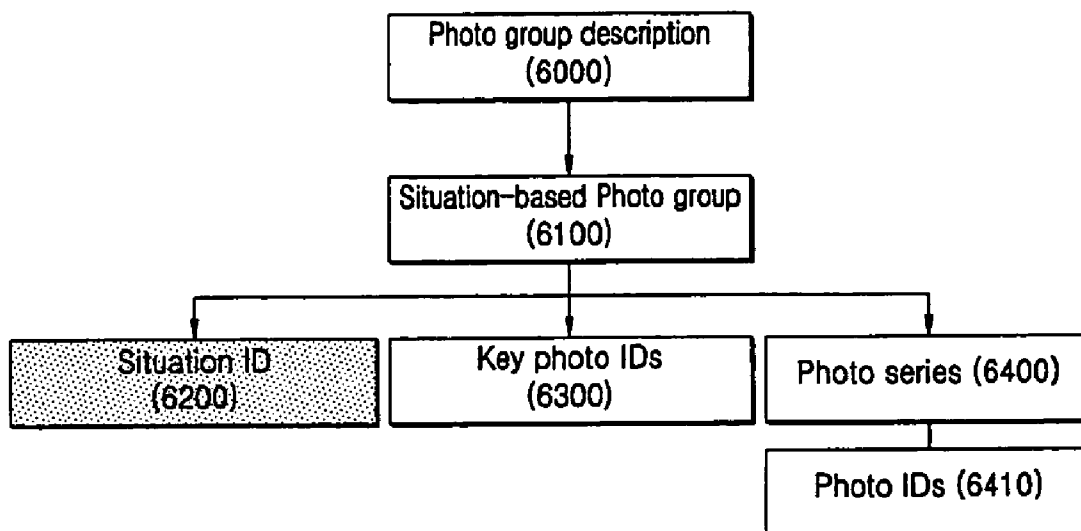 Photo group description
(6000)
Situation-based Photo group
(6100)
Situation ID
(6200)
Key photo IDs
(6300)
Photo series (6400)
Photo IDs (6410)